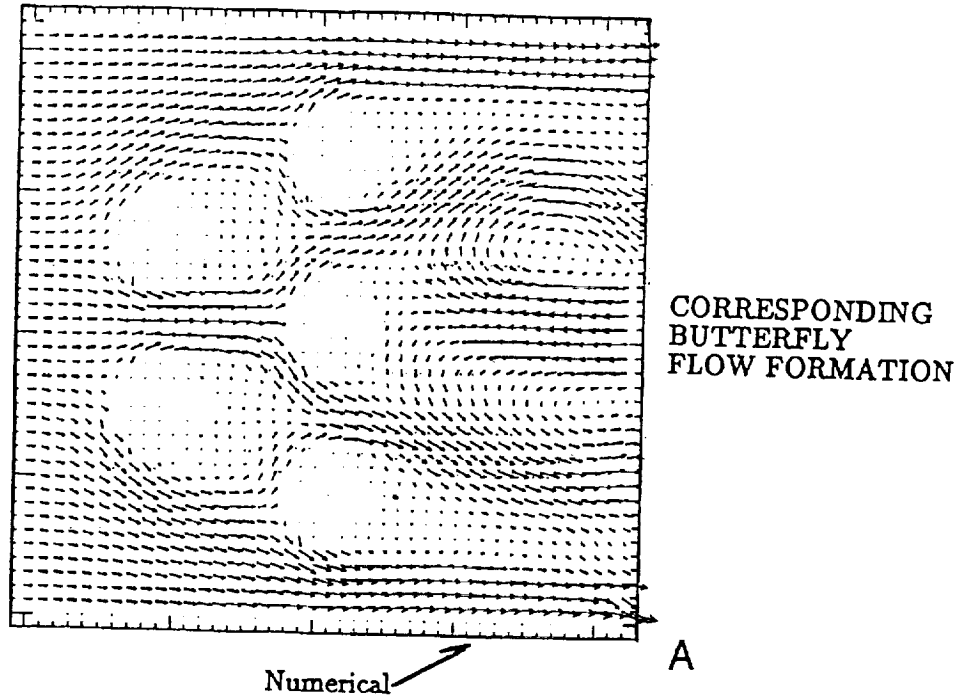 CORRESPONDING
BUTTERFLY
FLOW FORMATION
A
Numerical